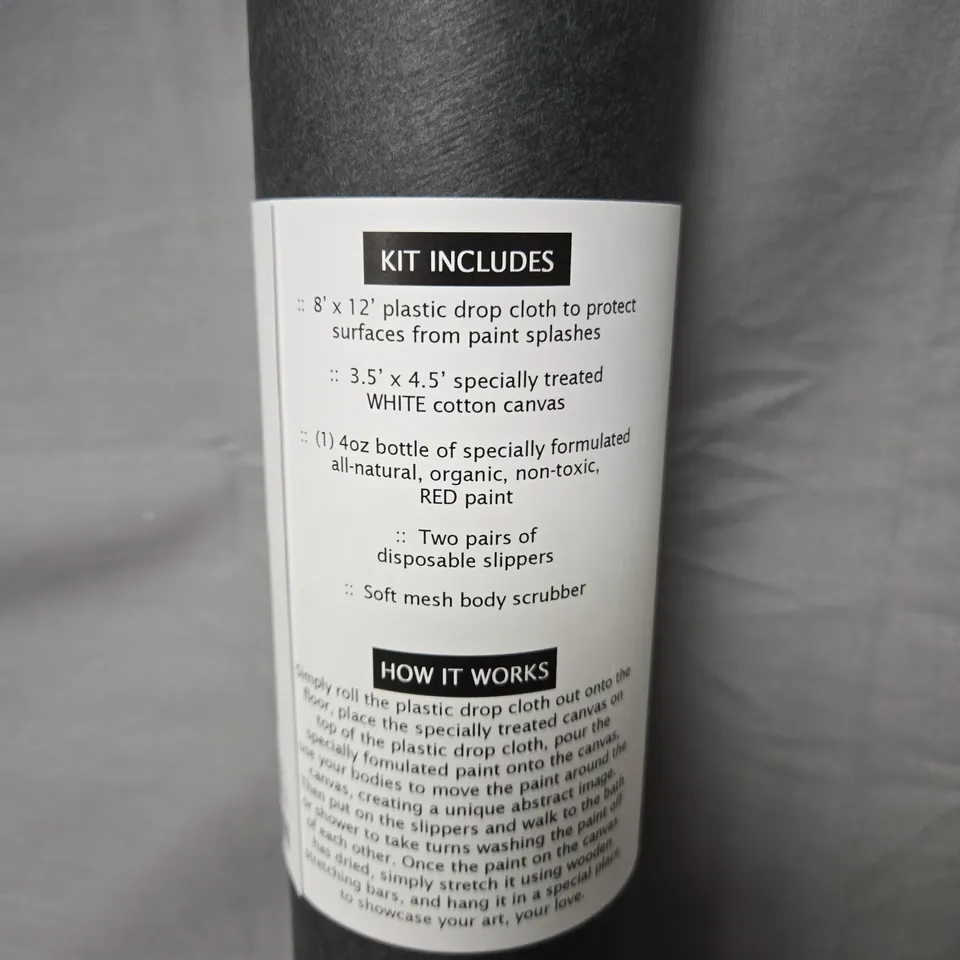 KIT INCLUDES
:: 8' x 12' plastic drop cloth to protect
surfaces from paint splashes
:: 3.5' x 4.5' specially treated
WHITE cotton canvas
:: (1) 4oz bottle of specially formulated
all-natural, organic, non-toxic,
RED paint
:: Two pairs of
disposable slippers
:: Soft mesh body scrubber
HOW IT WORKS
Simply roll the plastic drop cloth out onto the
floor, place the specially treated canvas on
top of the plastic drop cloth, pour the
specially fomulated paint onto the canvas,
use your bodies to move the paint around the
canvas, creating a unique abstract image.
Then put on the slippers and walk to the bath
or shower to take turns washing the paint off
of each other. Once the paint on the canvas
has dried, simply stretch it using wooden
stretching bars, and hang it in a special place
to showcase your art, your love.